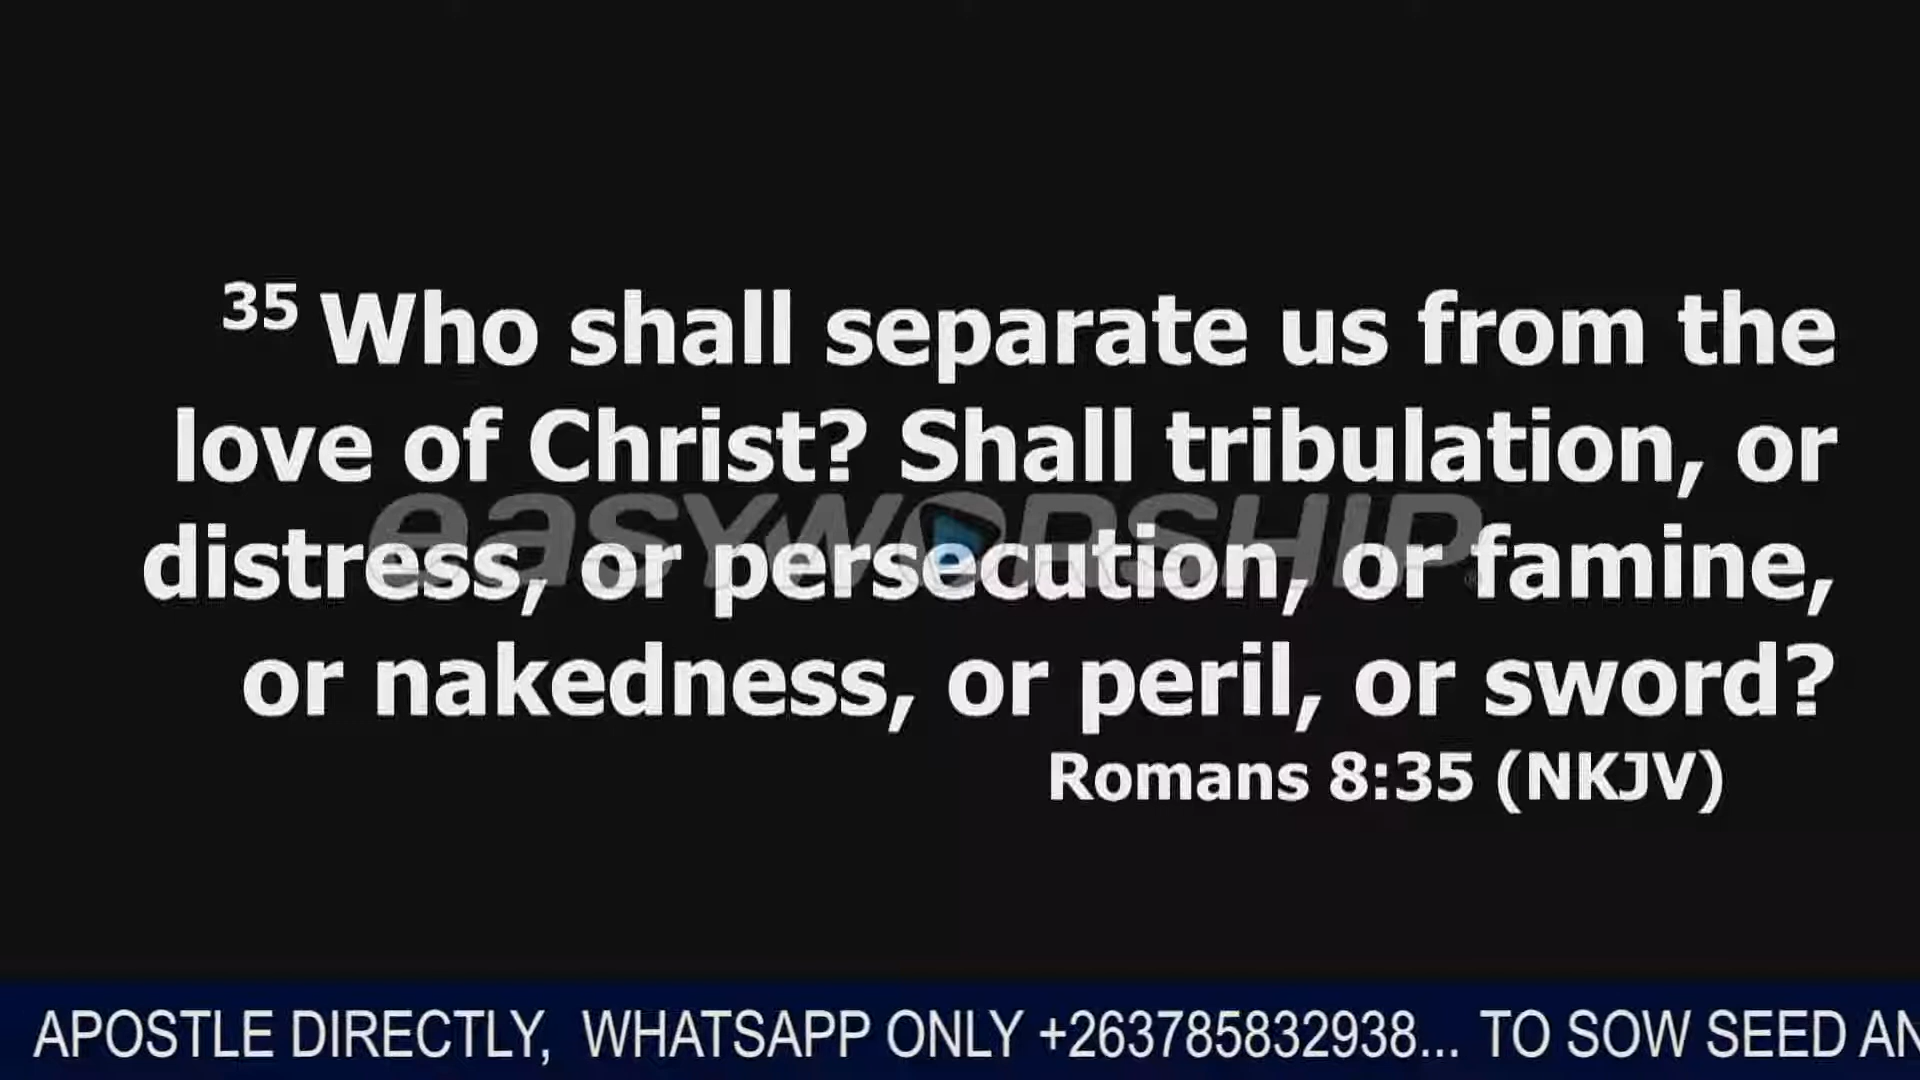 35 Who shall separate us from the
love of Christ? Shall tribulation, or
distress, or persecution, or famine,
easyWORSHIP
or nakedness, or peril, or sword?
Romans 8:35 (NKJV)
APOSTLE DIRECTLY, WHATSAPP ONLY +263785832938... TO SOW SEED AN